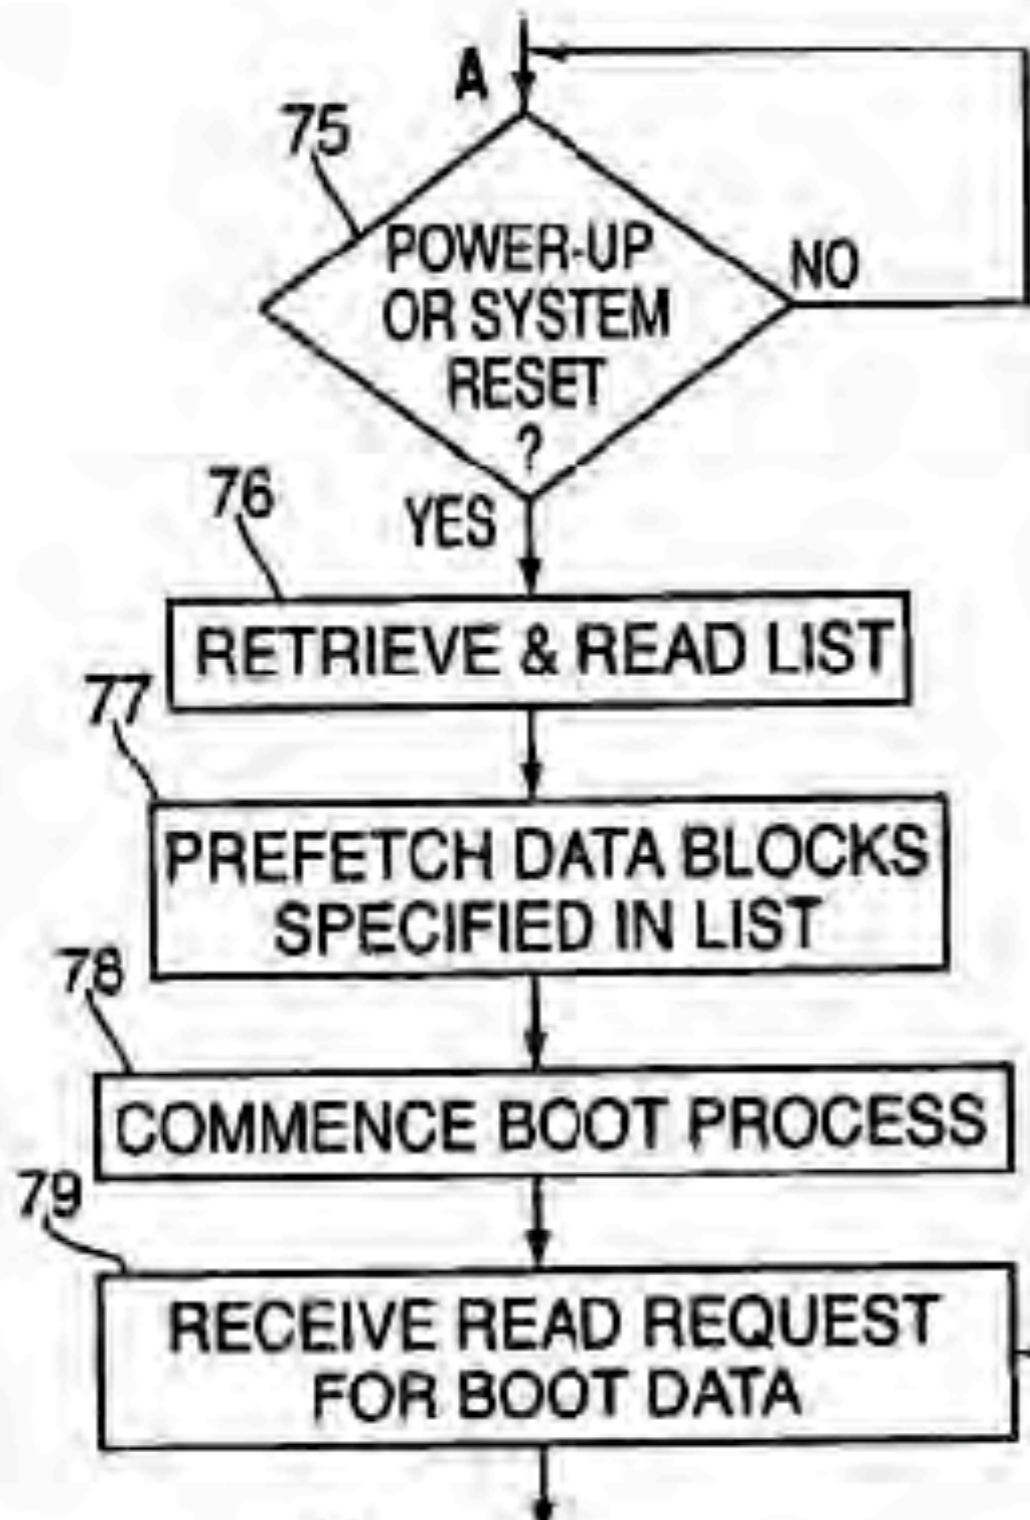 A
75
POWER-UP
OR SYSTEM
RESET
?
NO
YES
76
RETRIEVE & READ LIST
77
PREFETCH DATA BLOCKS
SPECIFIED IN LIST
78
COMMENCE BOOT PROCESS
79
RECEIVE READ REQUEST
FOR BOOT DATA